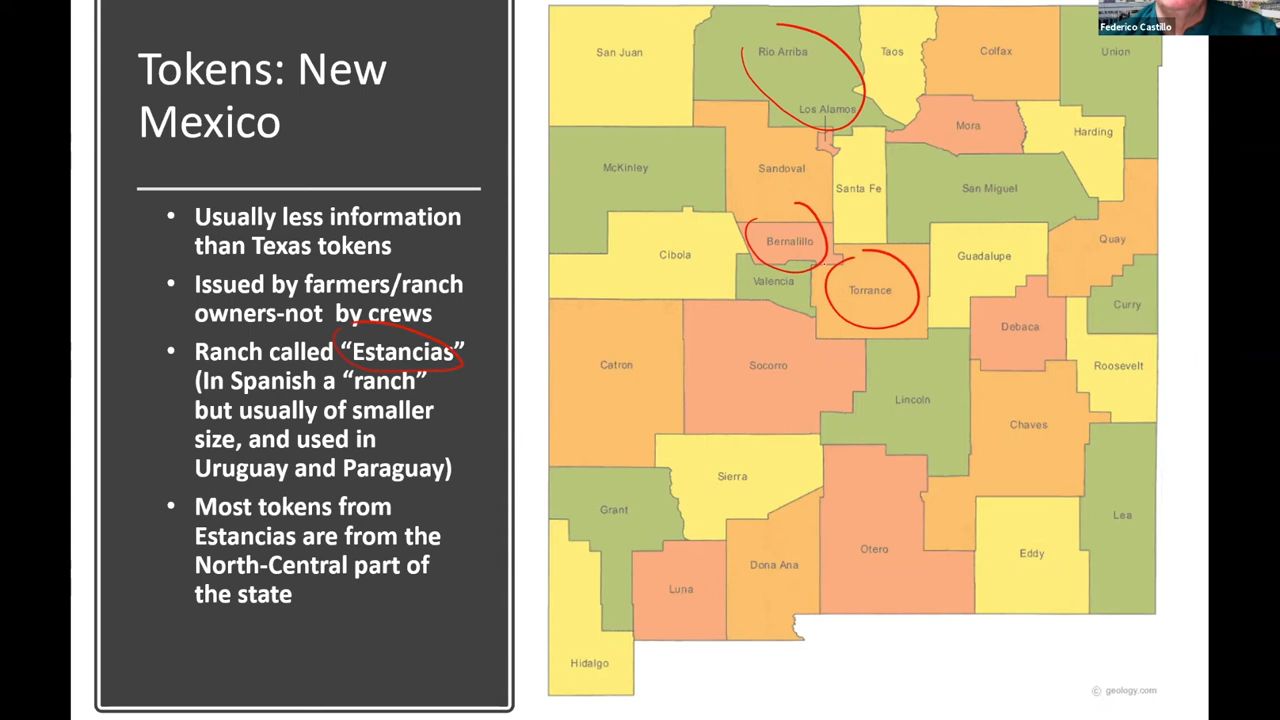 Federico Castillo
Tokens: New
Mexico
• Usually less information
than Texas tokens
• Issued by farmers/ranch
owners-not by crews
• Ranch called “Estancias”
(In Spanish a “ranch”
but usually of smaller
size, and used in
Uruguay and Paraguay)
• Most tokens from
Estancias are from the
North-Central part of
the state
San Juan
Rio Arriba
Taos
Colfax
Union
Los Alamos
Mora
Harding
McKinley
Sandoval
Santa Fe
San Miguel
Cibola
Bernalillo
Guadalupe
Quay
Valencia
Torrance
Curry
Debaca
Catron
Socorro
Roosevelt
Lincoln
Chaves
Sierra
Grant
Lea
Otero
Eddy
Luna
Dona Ana
Hidalgo
© geology.com